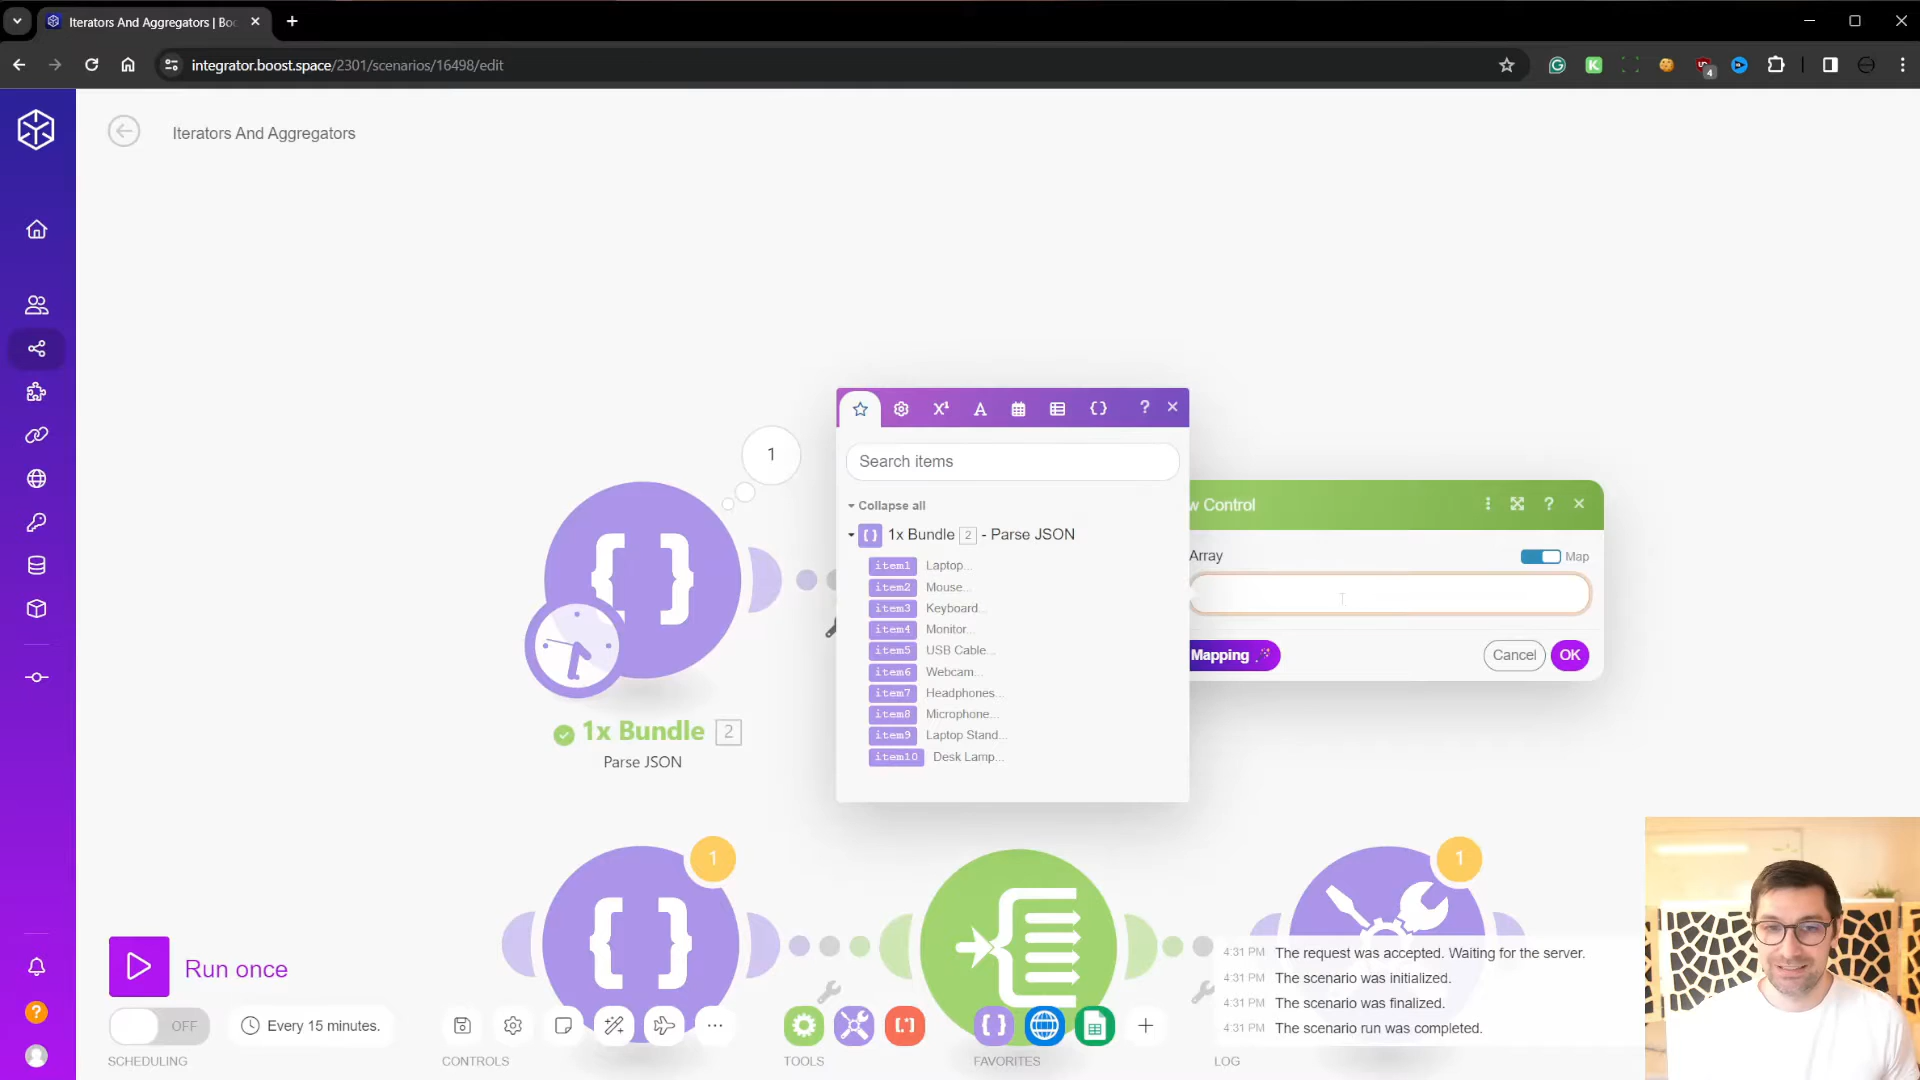 Iterators And Aggregators | Boo
integrator.boost.space/2301/scenarios/16498/edit
4
Iterators And Aggregators
1
Search items
Collapse all
1x Bundle 2 - Parse JSON
item1 Laptop...
item2 Mouse...
item3 Keyboard...
item4 Monitor...
item5 USB Cable...
item6 Webcam...
item7 Headphones...
item8 Microphone...
item9 Laptop Stand...
item10 Desk Lamp...
w Control
Array
Map
Mapping
Cancel
OK
1x Bundle 2
Parse JSON
1
1
Run once
4:31 PM The request was accepted. Waiting for the server.
4:31 PM The scenario was initialized.
4:31 PM The scenario was finalized.
4:31 PM The scenario run was completed.
OFF
Every 15 minutes.
SCHEDULING
CONTROLS
TOOLS
FAVORITES
LOG